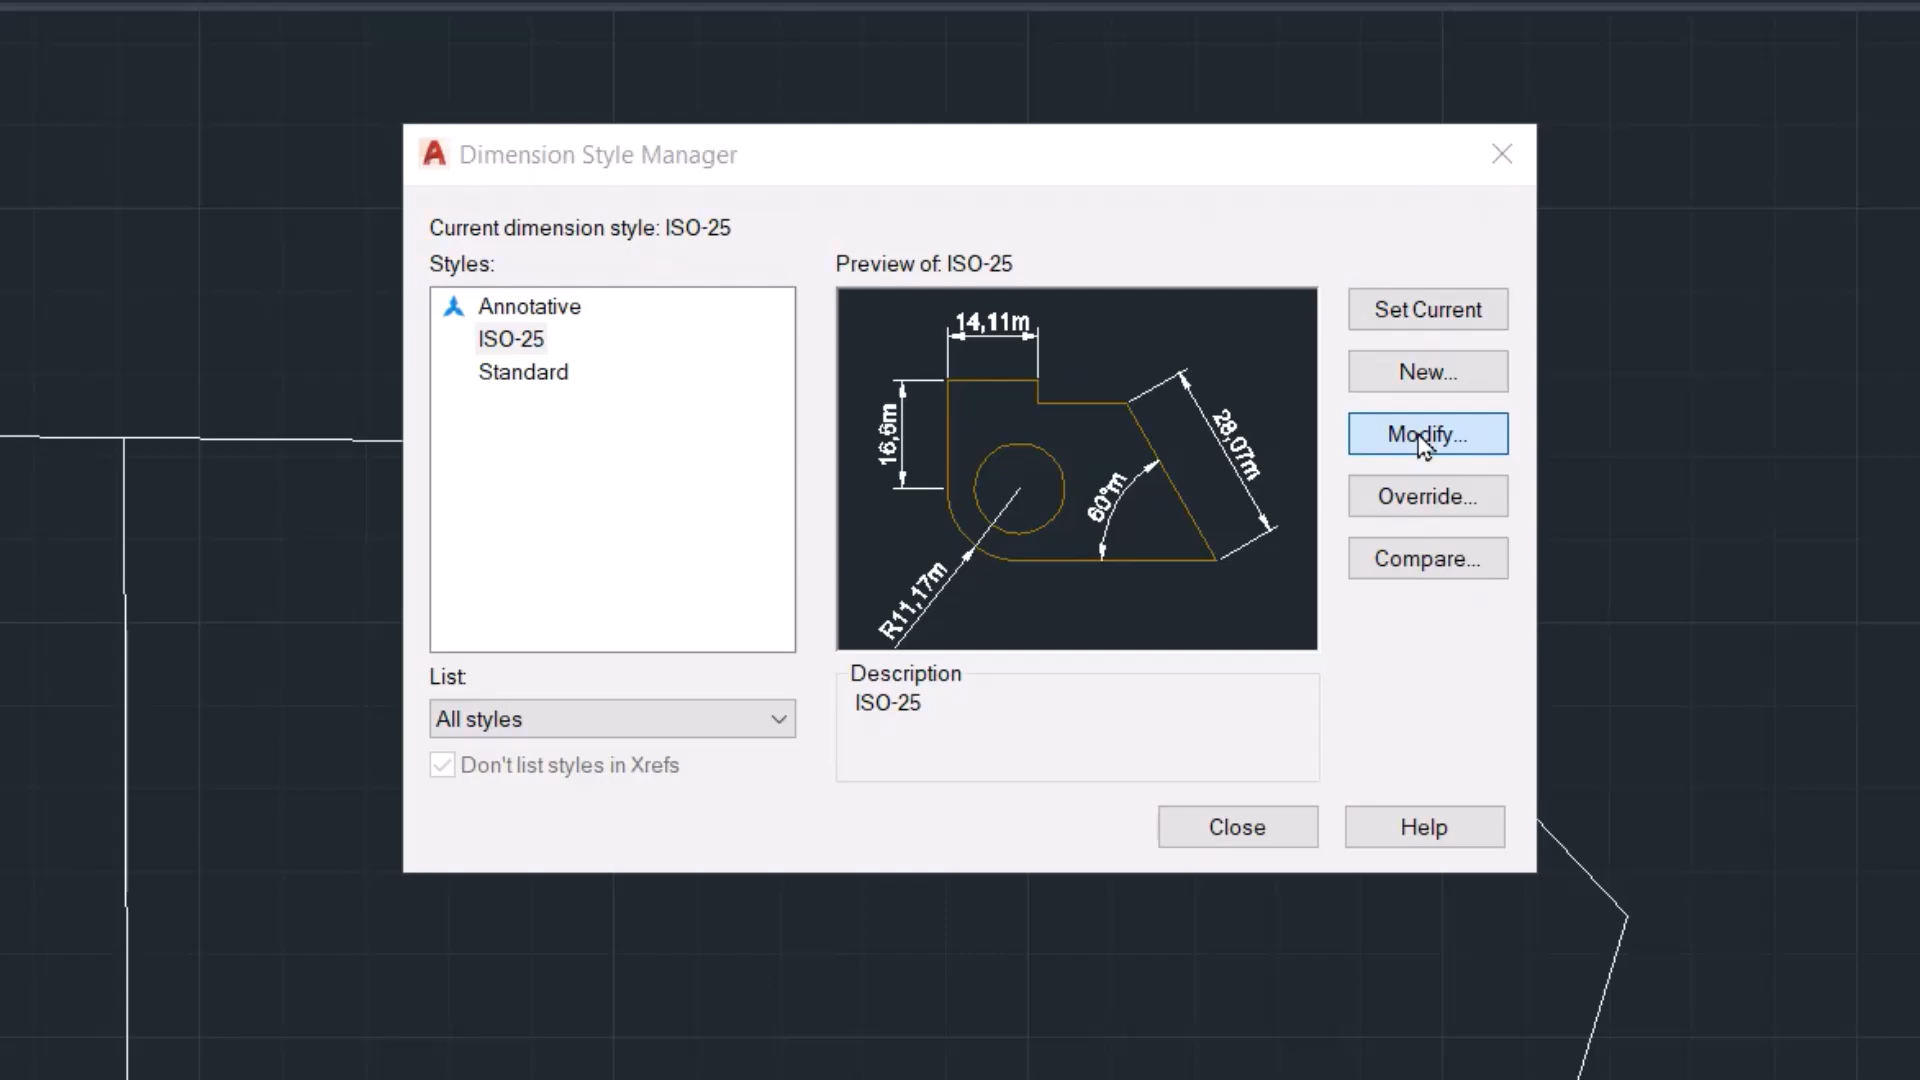 Dimension Style Manager
Current dimension style: ISO-25
Styles:
Annotative
ISO-25
Standard
Preview of: ISO-25
14,11m
16,6m
28,07m
60°m
R11,17m
Set Current
New...
Modify...
Override...
Compare...
List:
All styles
Don't list styles in Xrefs
Description
ISO-25
Close
Help